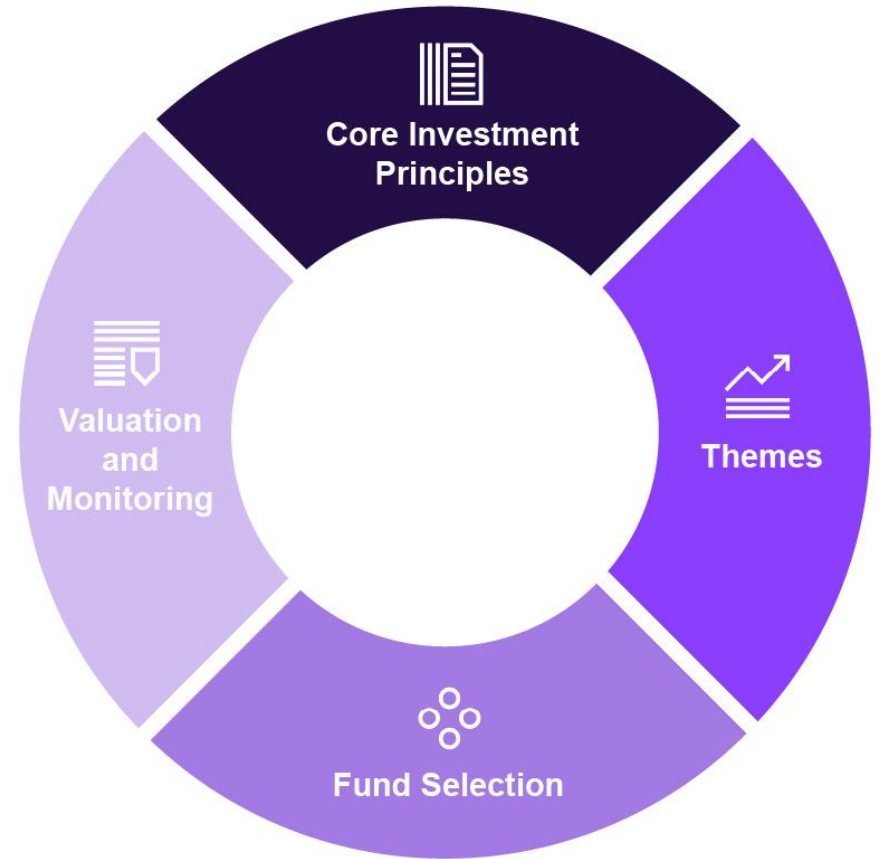 Core Investment
Principles
Themes
Fund Selection
Valuation
and
Monitoring